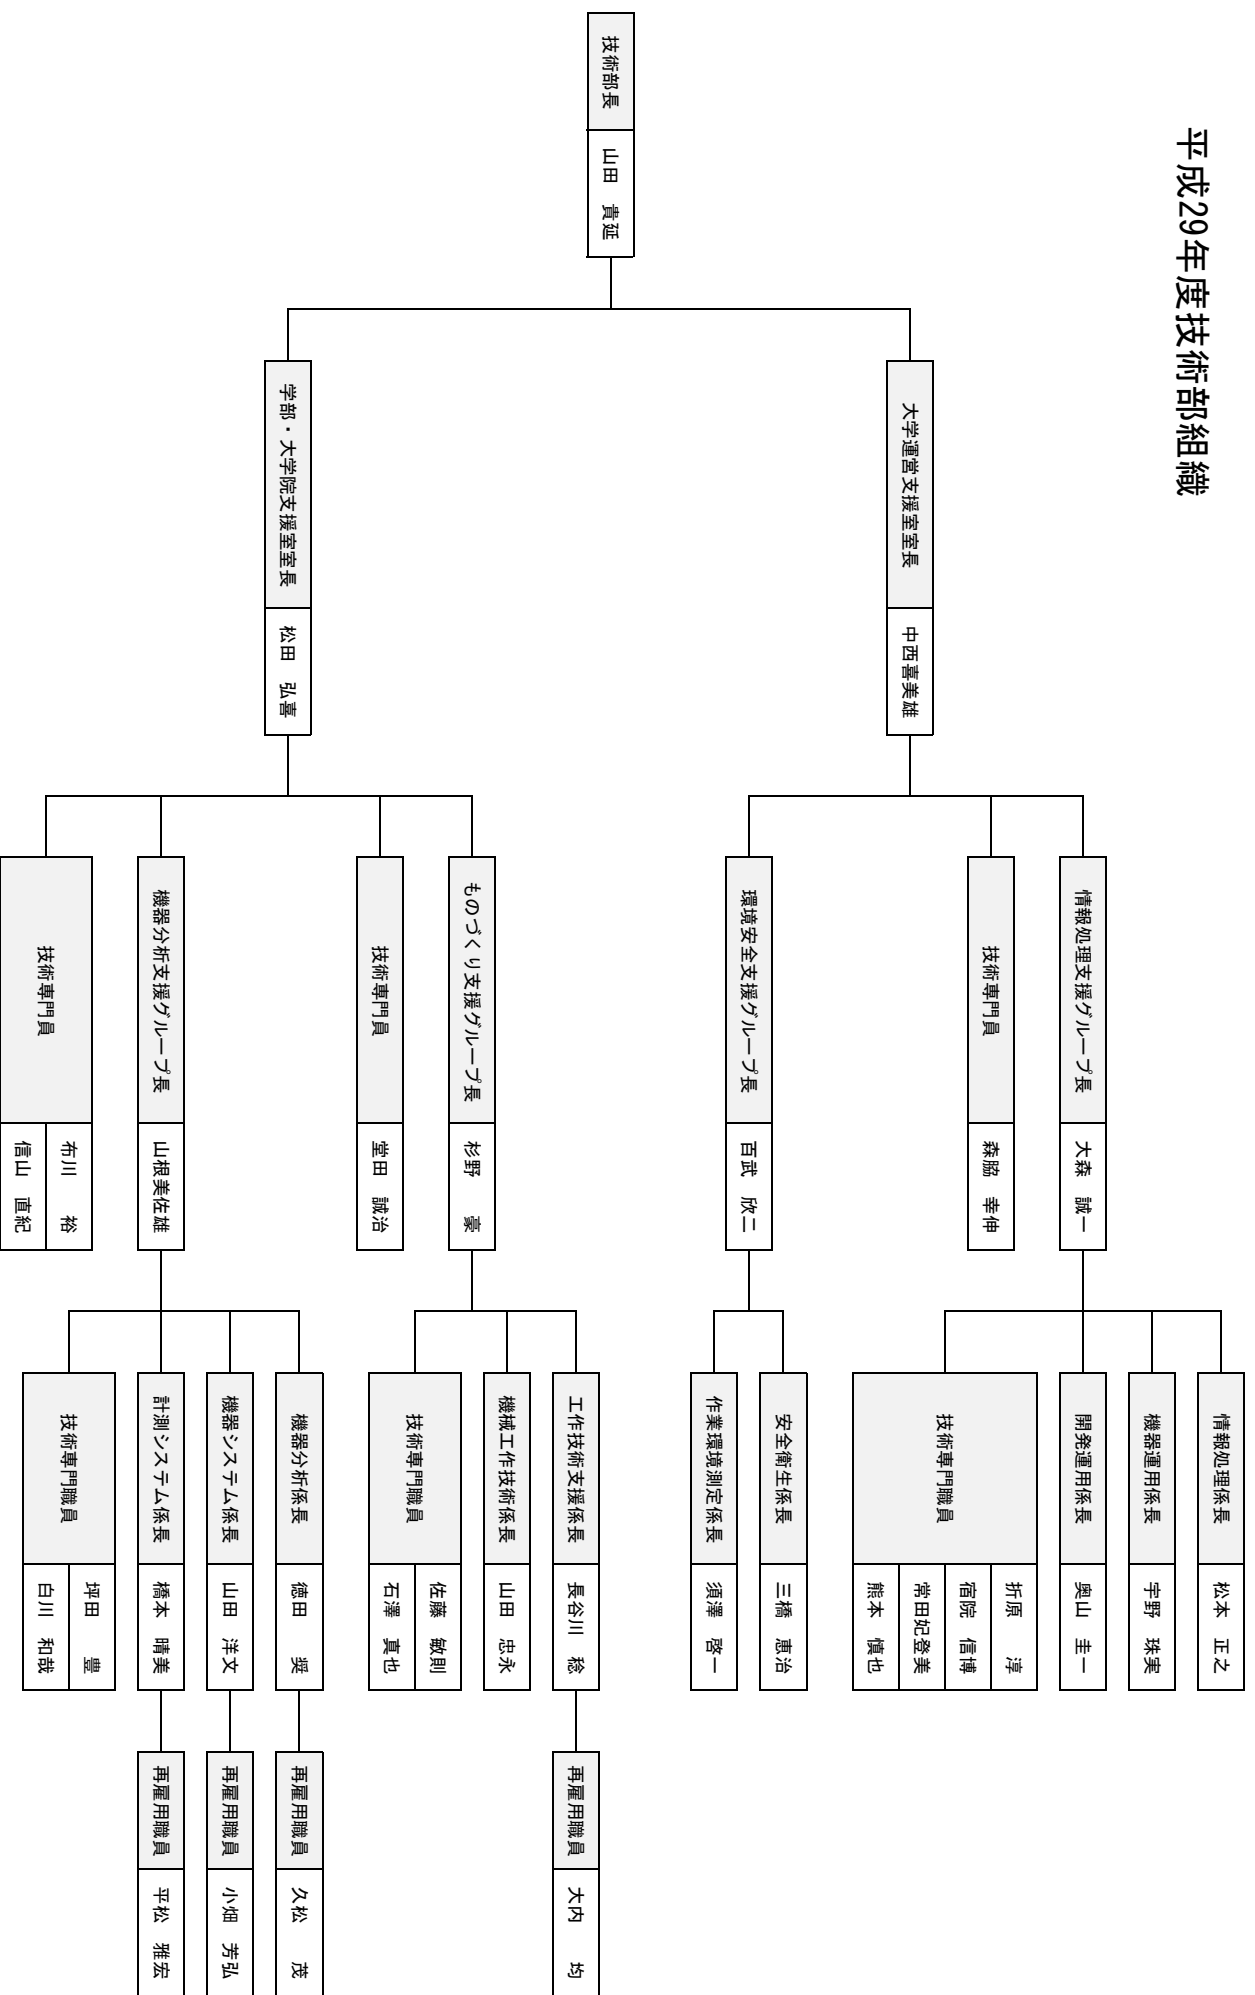 平成29年度技術部組織
技術部長 山田 貴延
大学運営支援室室長 中西喜美雄
情報処理支援グループ長 大森 誠一
情報処理係長 松本 正之
機器運用係長 宇野 珠実
開発運用係長 奥山 圭一
技術専門職員 折原 淳
宿院 信博
常田妃登美
熊本 慎也
技術専門員 森脇 幸伸
環境安全支援グループ長 百武 欣二
安全衛生係長 三橋 恵治
作業環境測定係長 須澤 啓一
学部・大学院支援室室長 松田 弘喜
ものづくり支援グループ長 杉野 豪
工作技術支援係長 長谷川 稔
再雇用職員 大内 均
機械工作技術係長 山田 忠永
技術専門職員 佐藤 敏則
石澤 真也
技術専門員 堂田 誠治
機器分析支援グループ長 山根美佐雄
機器分析係長 徳田 奨
再雇用職員 久松 茂
機器システム係長 山田 洋文
再雇用職員 小畑 芳弘
計測システム係長 橋本 晴美
再雇用職員 平松 雅宏
技術専門職員 坪田 豊
白川 和哉
技術専門員 布川 裕
信山 直紀